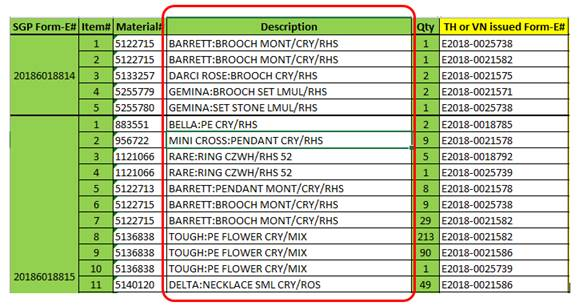 SGP Form-E# Item# Material# Description Qty TH or VN issued Form-E#
1 5122715 BARRETT:BROOCH MONT/CRY/RHS 1 E2018-0025738
2 5122715 BARRETT:BROOCH MONT/CRY/RHS 1 E2018-0021582
20186018814 3 5133257 DARCI ROSE:BROOCH CRY/RHS 2 E2018-0021575
4 5255779 GEMINA:BROOCH SET LMUL/RHS 2 E2018-0021571
5 5255780 GEMINA:SET STONE LMUL/RHS 1 E2018-0025738
1 883551 BELLA:PE CRY/RHS 2 E2018-0018785
2 956722 MINI CROSS:PENDANT CRY/RHS 9 E2018-0021578
3 1121066 RARE:RING CZWH/RHS 52 5 E2018-0018792
4 1121066 RARE:RING CZWH/RHS 52 1 E2018-0025739
5 5122713 BARRETT:PENDANT MONT/CRY/RHS 8 E2018-0021578
6 5122715 BARRETT:BROOCH MONT/CRY/RHS 9 E2018-0021578
7 5122715 BARRETT:BROOCH MONT/CRY/RHS 29 E2018-0021582
8 5136838 TOUGH:PE FLOWER CRY/MIX 213 E2018-0021582
9 5136838 TOUGH:PE FLOWER CRY/MIX 90 E2018-0021586
10 5136838 TOUGH:PE FLOWER CRY/MIX 1 E2018-0025739
20186018815 11 5140120 DELTA:NECKLACE SML CRY/ROS 49 E2018-0021586